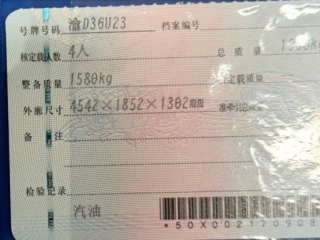 号牌号码 渝D36U23 档案编号
核定载人数 4人 总质量
整备质量 1580kg 核定载质量
外廓尺寸 4542×1852×1302
备注
检验记录
汽油